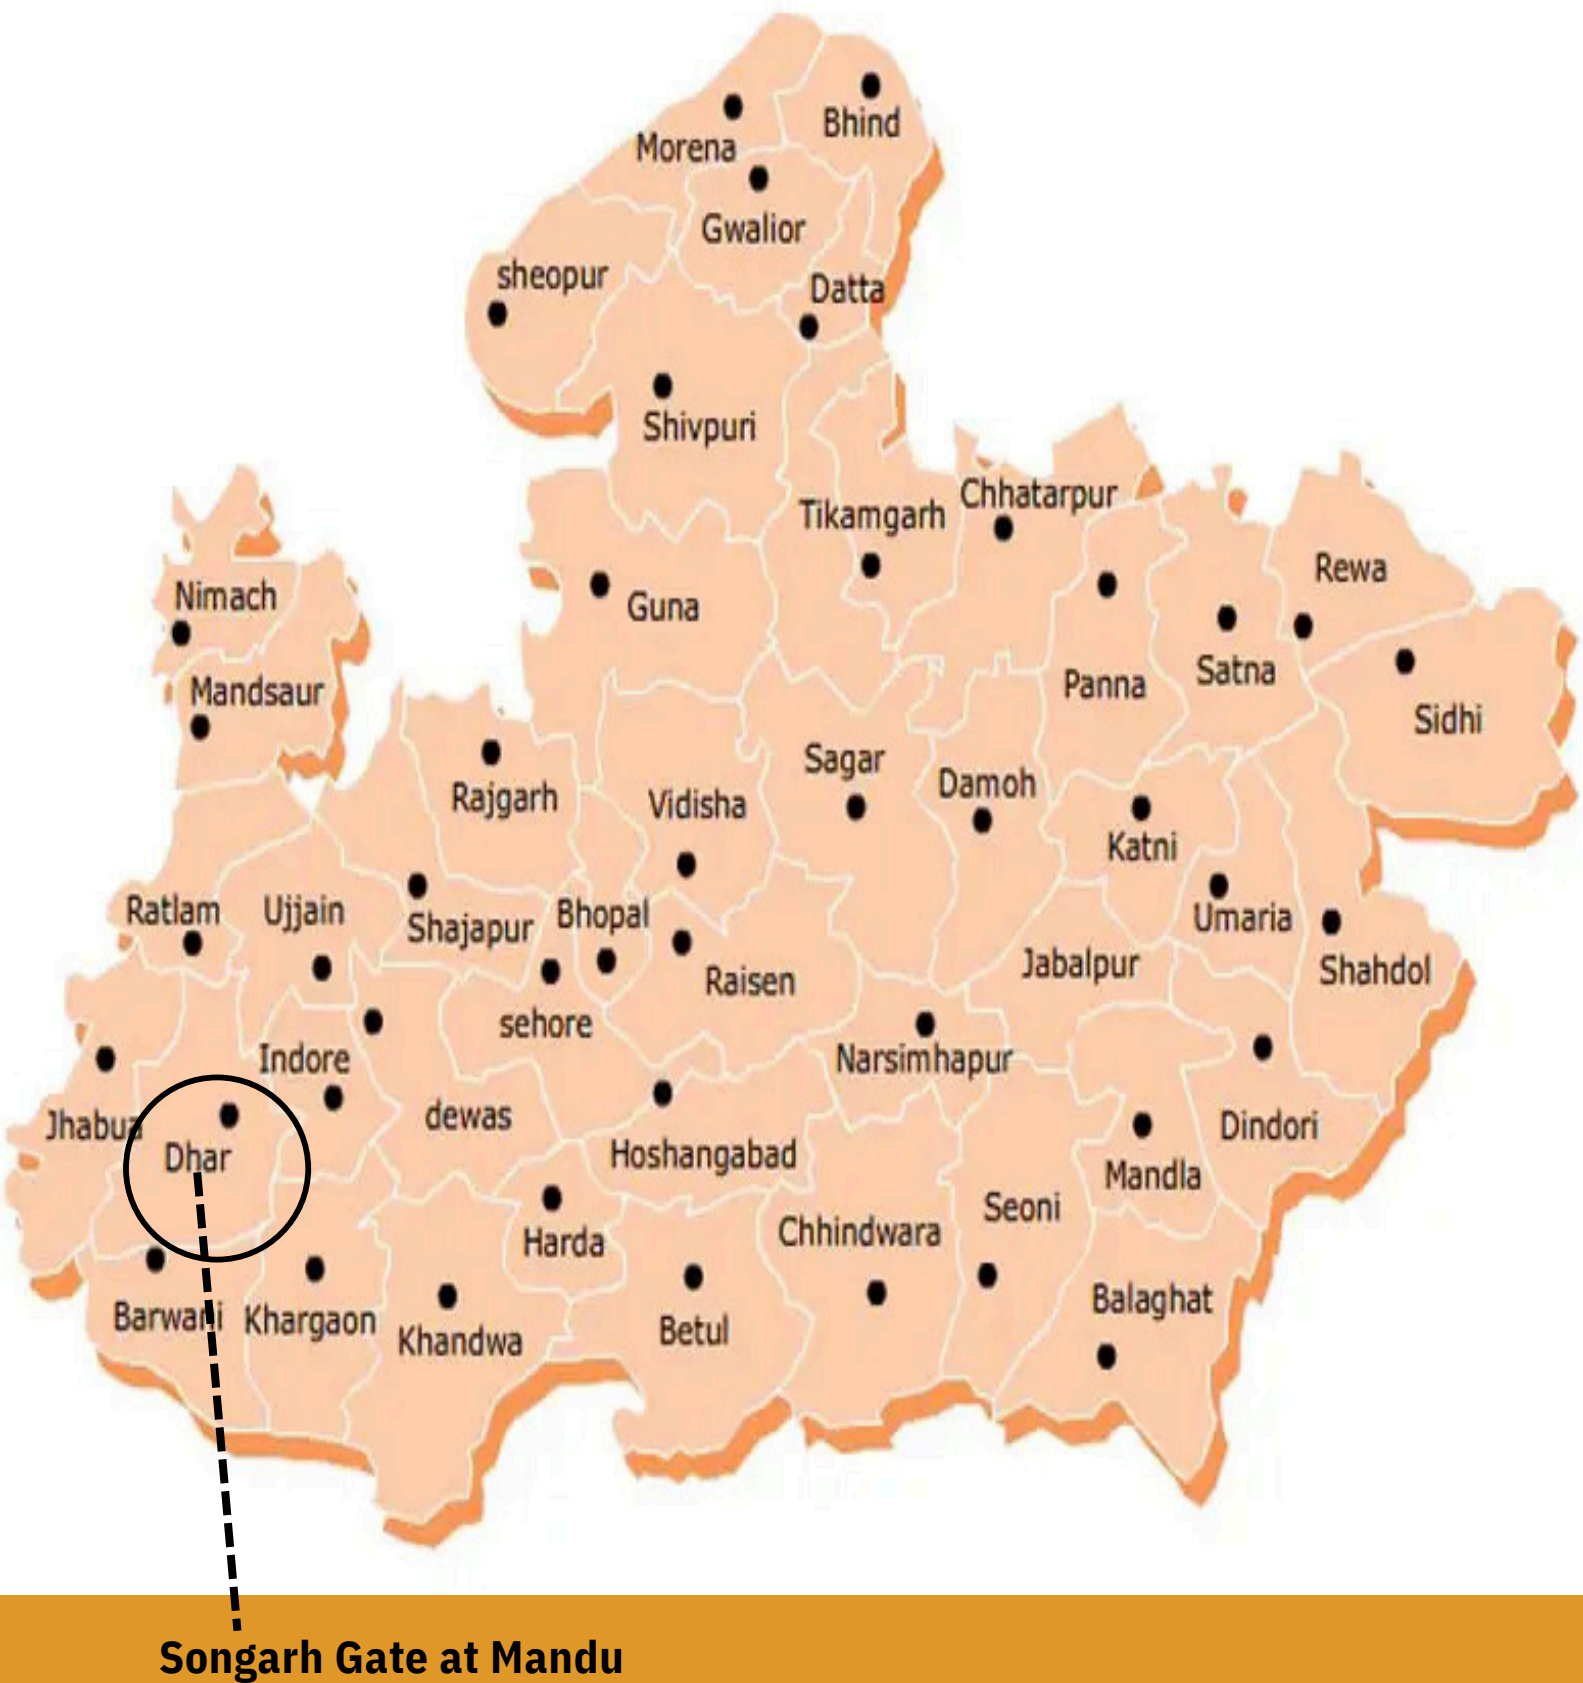 Bhind
Morena
Gwalior
sheopur
Datta
Shivpuri
Chhatarpur
Tikamgarh
Rewa
Nimach
Guna
Satna
Panna
Mandsaur
Sidhi
Sagar
Damoh
Rajgarh
Vidisha
Katni
Ratlam
Ujjain
Bhopal
Umaria
Shajapur
Jabalpur
Shahdol
Raisen
sehore
Indore
Narsimhapur
dewas
Jhabua
Dindori
Dhar
Hoshangabad
Mandla
Seoni
Chhindwara
Harda
Balaghat
Barwani
Khargaon
Betul
Khandwa
Songarh Gate at Mandu